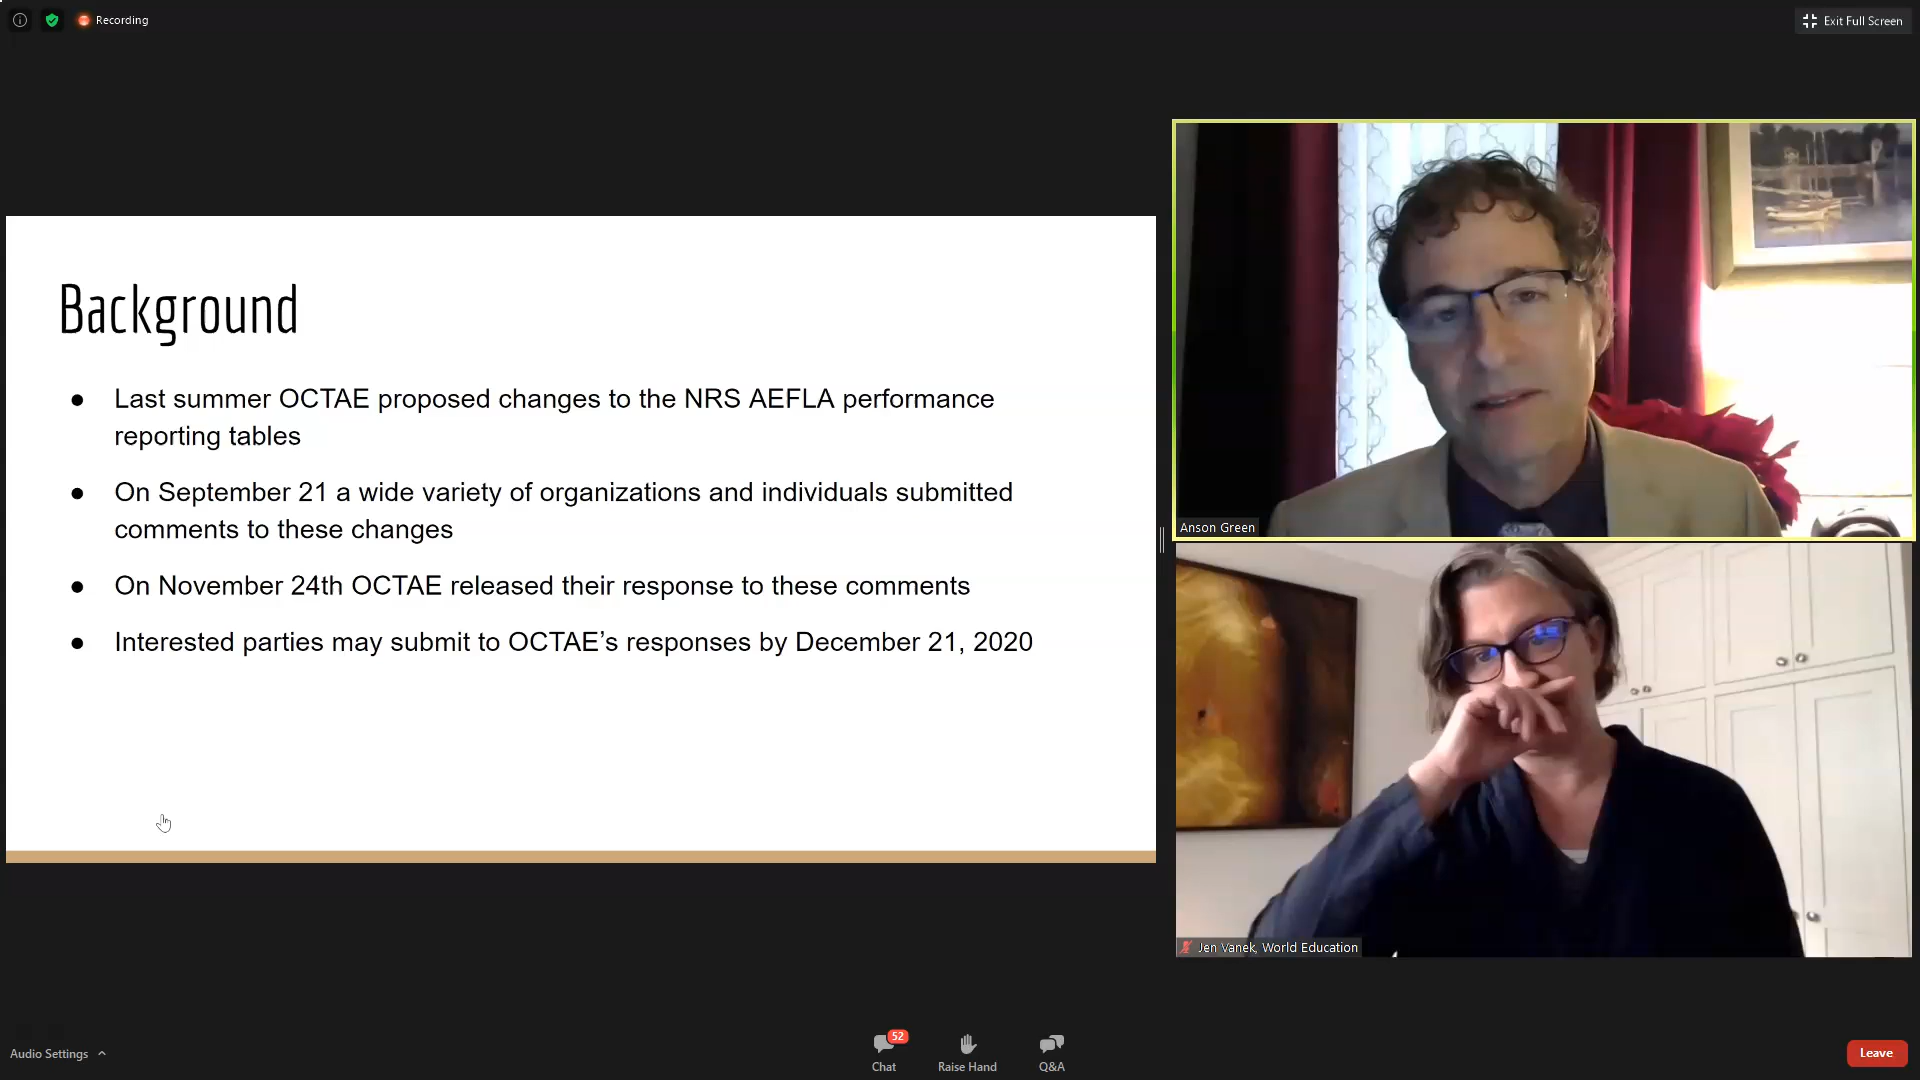 Recording
Exit Full Screen
Background
● Last summer OCTAE proposed changes to the NRS AEFLA performance
reporting tables
● On September 21 a wide variety of organizations and individuals submitted
comments to these changes
● On November 24th OCTAE released their response to these comments
● Interested parties may submit to OCTAE’s responses by December 21, 2020
Anson Green
Jen Vanek, World Education
Audio Settings
52
Chat
Raise Hand
Q&A
Leave